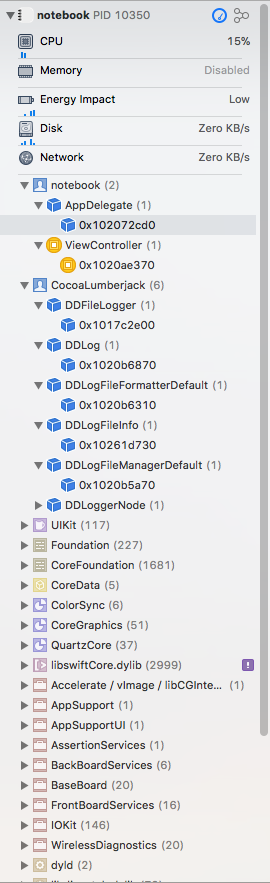 notebook PID 10350
CPU 15%
Memory Disabled
Energy Impact Low
Disk Zero KB/s
Network Zero KB/s
notebook (2)
AppDelegate (1)
0x102072cd0
ViewController (1)
0x1020ae370
CocoaLumberjack (6)
DDFileLogger (1)
0x1017c2e00
DDLog (1)
0x1020b6870
DDLogFileFormatterDefault (1)
0x1020b6310
DDLogFileInfo (1)
0x10261d730
DDLogFileManagerDefault (1)
0x1020b5a70
DDLoggerNode (1)
UIKit (117)
Foundation (227)
CoreFoundation (1681)
CoreData (5)
ColorSync (6)
CoreGraphics (51)
QuartzCore (37)
libswiftCore.dylib (2999)
Accelerate / vImage / libCGInte... (1)
AppSupport (1)
AppSupportUI (1)
AssertionServices (1)
BackBoardServices (6)
BaseBoard (20)
FrontBoardServices (16)
IOKit (146)
WirelessDiagnostics (20)
dyld (2)